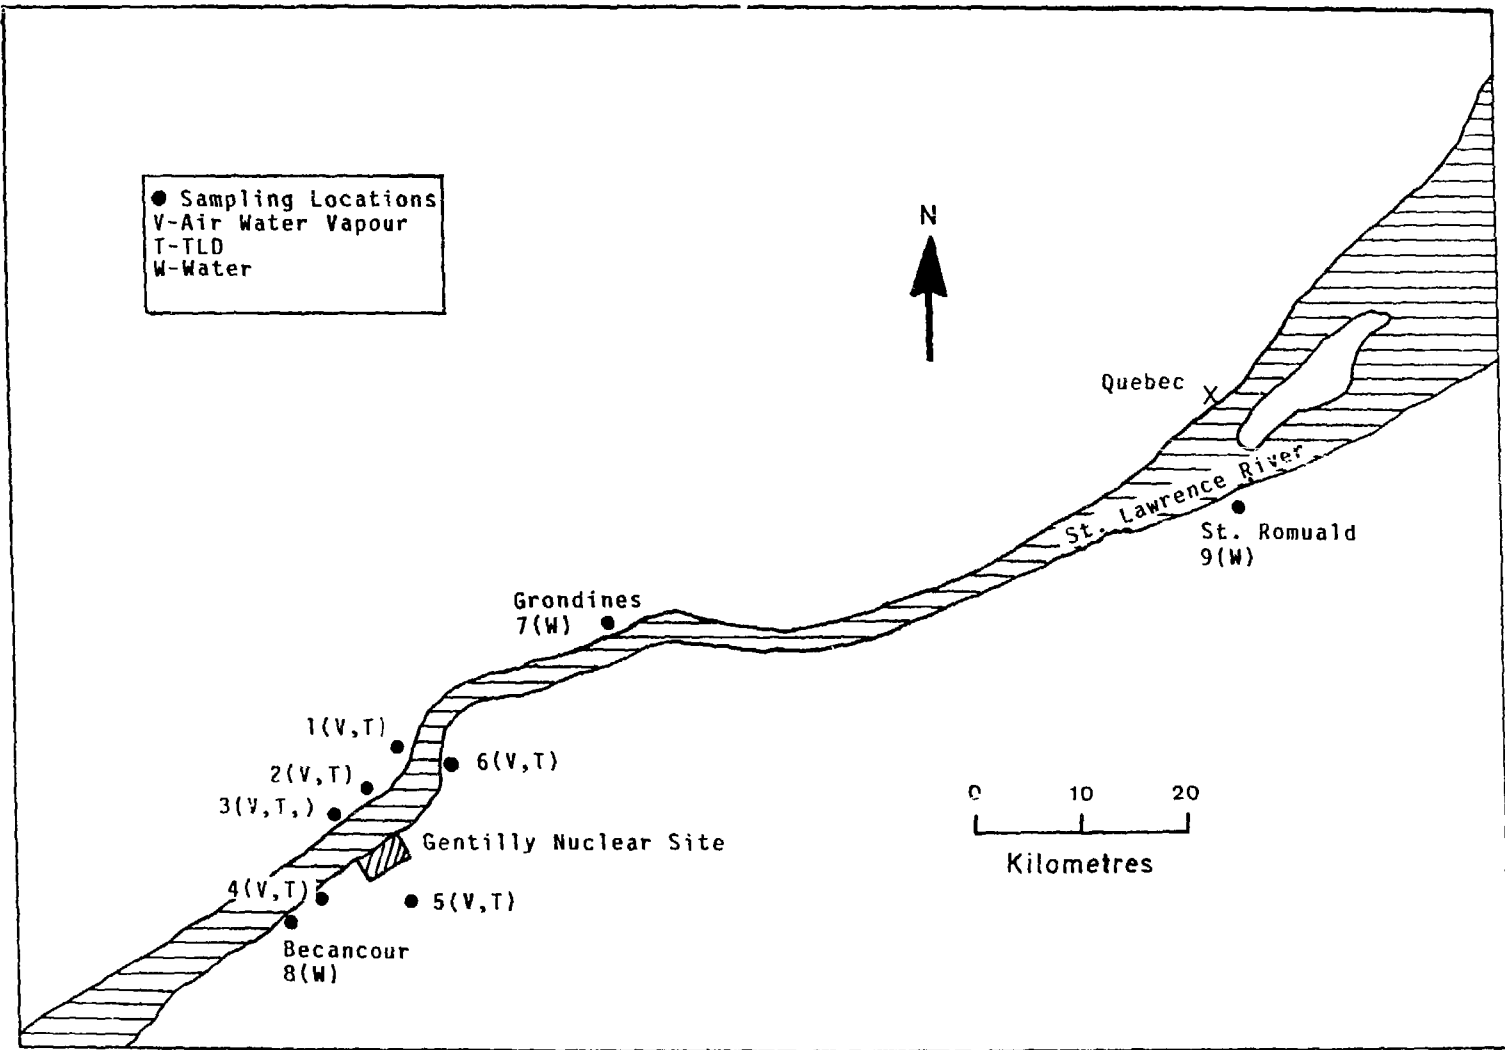 ● Sampling Locations
V-Air Water Vapour
T-TLD
W-Water
N
Quebec X
St. Lawrence River
St. Romuald
9(W)
Grondines
7(W)
1(V,T)
2(V,T)
6(V,T)
3(V,T,)
0 10 20
Kilometres
Gentilly Nuclear Site
4(V,T)
5(V,T)
Becancour
8(W)